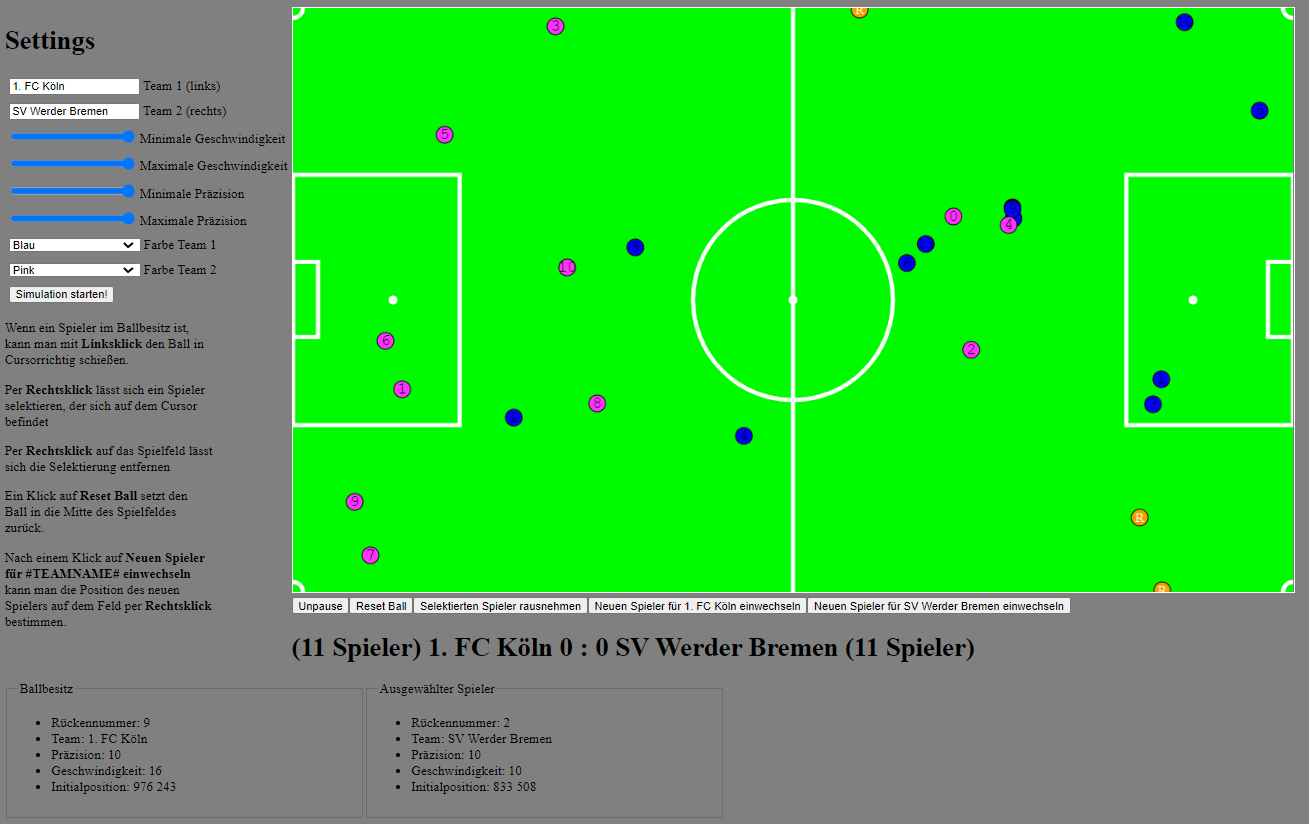 Settings
1. FC Köln Team 1 (links)
SV Werder Bremen Team 2 (rechts)
Minimale Geschwindigkeit
Maximale Geschwindigkeit
Minimale Präzision
Maximale Präzision
Blau Farbe Team 1
Pink Farbe Team 2
Simulation starten!
Wenn ein Spieler im Ballbesitz ist,
kann man mit Linksklick den Ball in
Cursorrichtig schießen.
Per Rechtsklick lässt sich ein Spieler
selektieren, der sich auf dem Cursor
befindet
Per Rechtsklick auf das Spielfeld lässt
sich die Selektierung entfernen
Ein Klick auf Reset Ball setzt den
Ball in die Mitte des Spielfeldes
zurück.
Nach einem Klick auf Neuen Spieler
für #TEAMNAME# einwechseln
kann man die Position des neuen
Spielers auf dem Feld per Rechtsklick
bestimmen.
R
3
5
0
4
10
6
2
1
8
9
R
7
R
Unpause Reset Ball Selektierten Spieler rausnehmen Neuen Spieler für 1. FC Köln einwechseln Neuen Spieler für SV Werder Bremen einwechseln
(11 Spieler) 1. FC Köln 0 : 0 SV Werder Bremen (11 Spieler)
Ballbesitz
Rückennummer: 9
Team: 1. FC Köln
Präzision: 10
Geschwindigkeit: 16
Initialposition: 976 243
Ausgewählter Spieler
Rückennummer: 2
Team: SV Werder Bremen
Präzision: 10
Geschwindigkeit: 10
Initialposition: 833 508